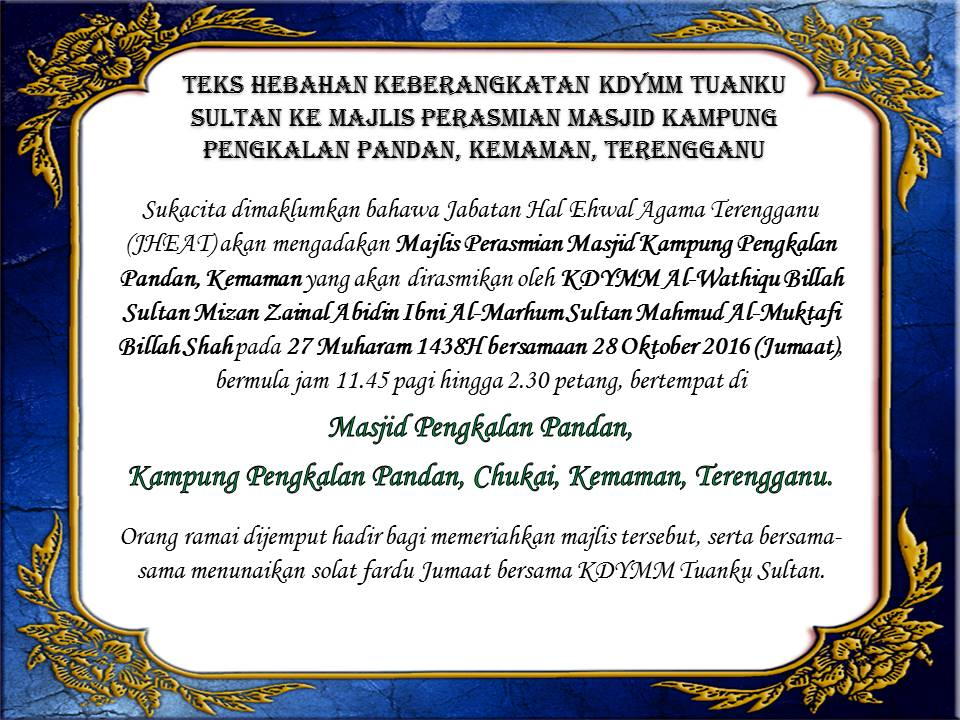 TEKS HEBAHAN KEBERANGKATAN KDYMM TUANKU
SULTAN KE MAJLIS PERASMIAN MASJID KAMPUNG
PENGKALAN PANDAN, KEMAMAN, TERENGGANU
Sukacita dimaklumkan bahawa Jabatan Hal Ehwal Agama Terengganu
(JHEAT) akan mengadakan Majlis Perasmian Masjid Kampung Pengkalan
Pandan, Kemaman yang akan dirasmikan oleh KDYMM Al-Wathiqu Billah
Sultan Mizan Zainal Abidin Ibni Al-Marhum Sultan Mahmud Al-Muktafi
Billah Shah pada 27 Muharam 1438H bersamaan 28 Oktober 2016 (Jumaat),
bermula jam 11.45 pagi hingga 2.30 petang, bertempat di
Masjid Pengkalan Pandan,
Kampung Pengkalan Pandan, Chukai, Kemaman, Terengganu.
Orang ramai dijemput hadir bagi memeriahkan majlis tersebut, serta bersama-
sama menunaikan solat fardu Jumaat bersama KDYMM Tuanku Sultan.